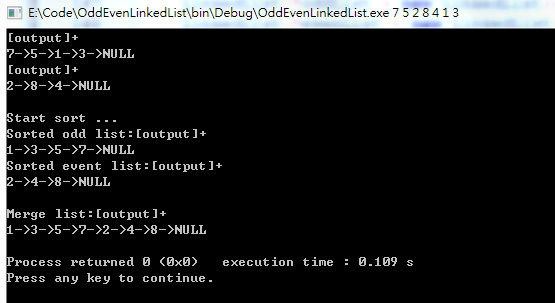 E:\Code\OddEvenLinkedList\bin\Debug\OddEvenLinkedList.exe 7 5 2 8 4 1 3
[output]+
7->5->1->3->NULL
[output]+
2->8->4->NULL
Start sort ...
Sorted odd list:[output]+
1->3->5->7->NULL
Sorted event list:[output]+
2->4->8->NULL
Merge list:[output]+
1->3->5->7->2->4->8->NULL
Process returned 0 (0x0)   execution time : 0.109 s
Press any key to continue.